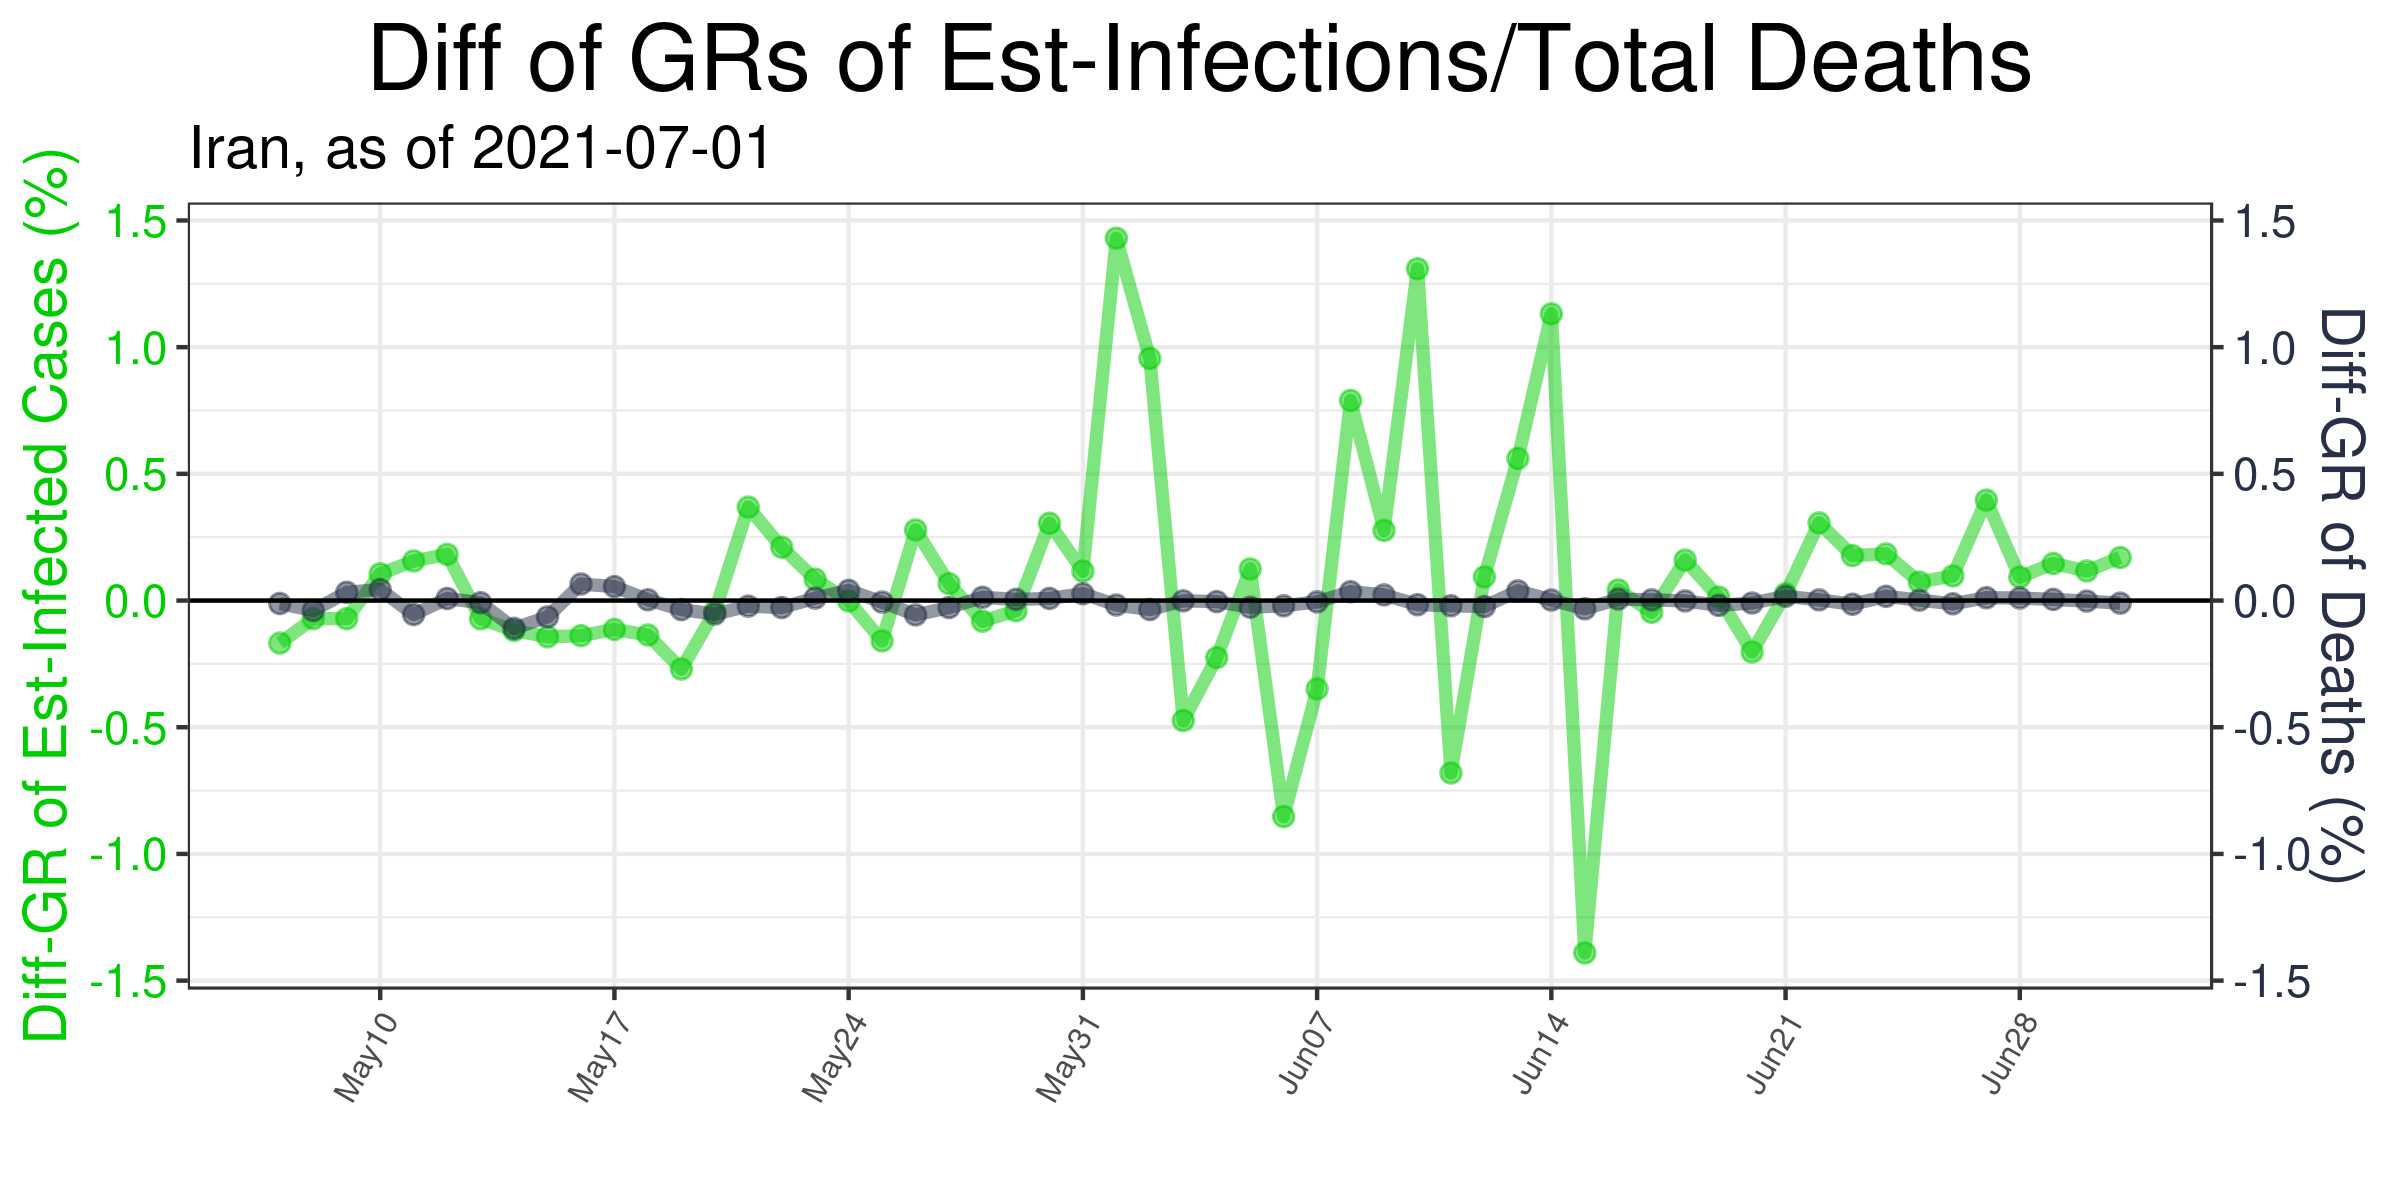 Diff of GRs of Est-Infections/Total Deaths
Iran, as of 2021-07-01
Diff-GR of Est-Infected Cases (%)
1.5
1.0
0.5
0.0
-0.5
-1.0
-1.5
1.5
1.0
0.5
0.0
-0.5
-1.0
-1.5
Diff-GR of Deaths (%)
May10
May17
May24
May31
Jun07
Jun14
Jun21
Jun28